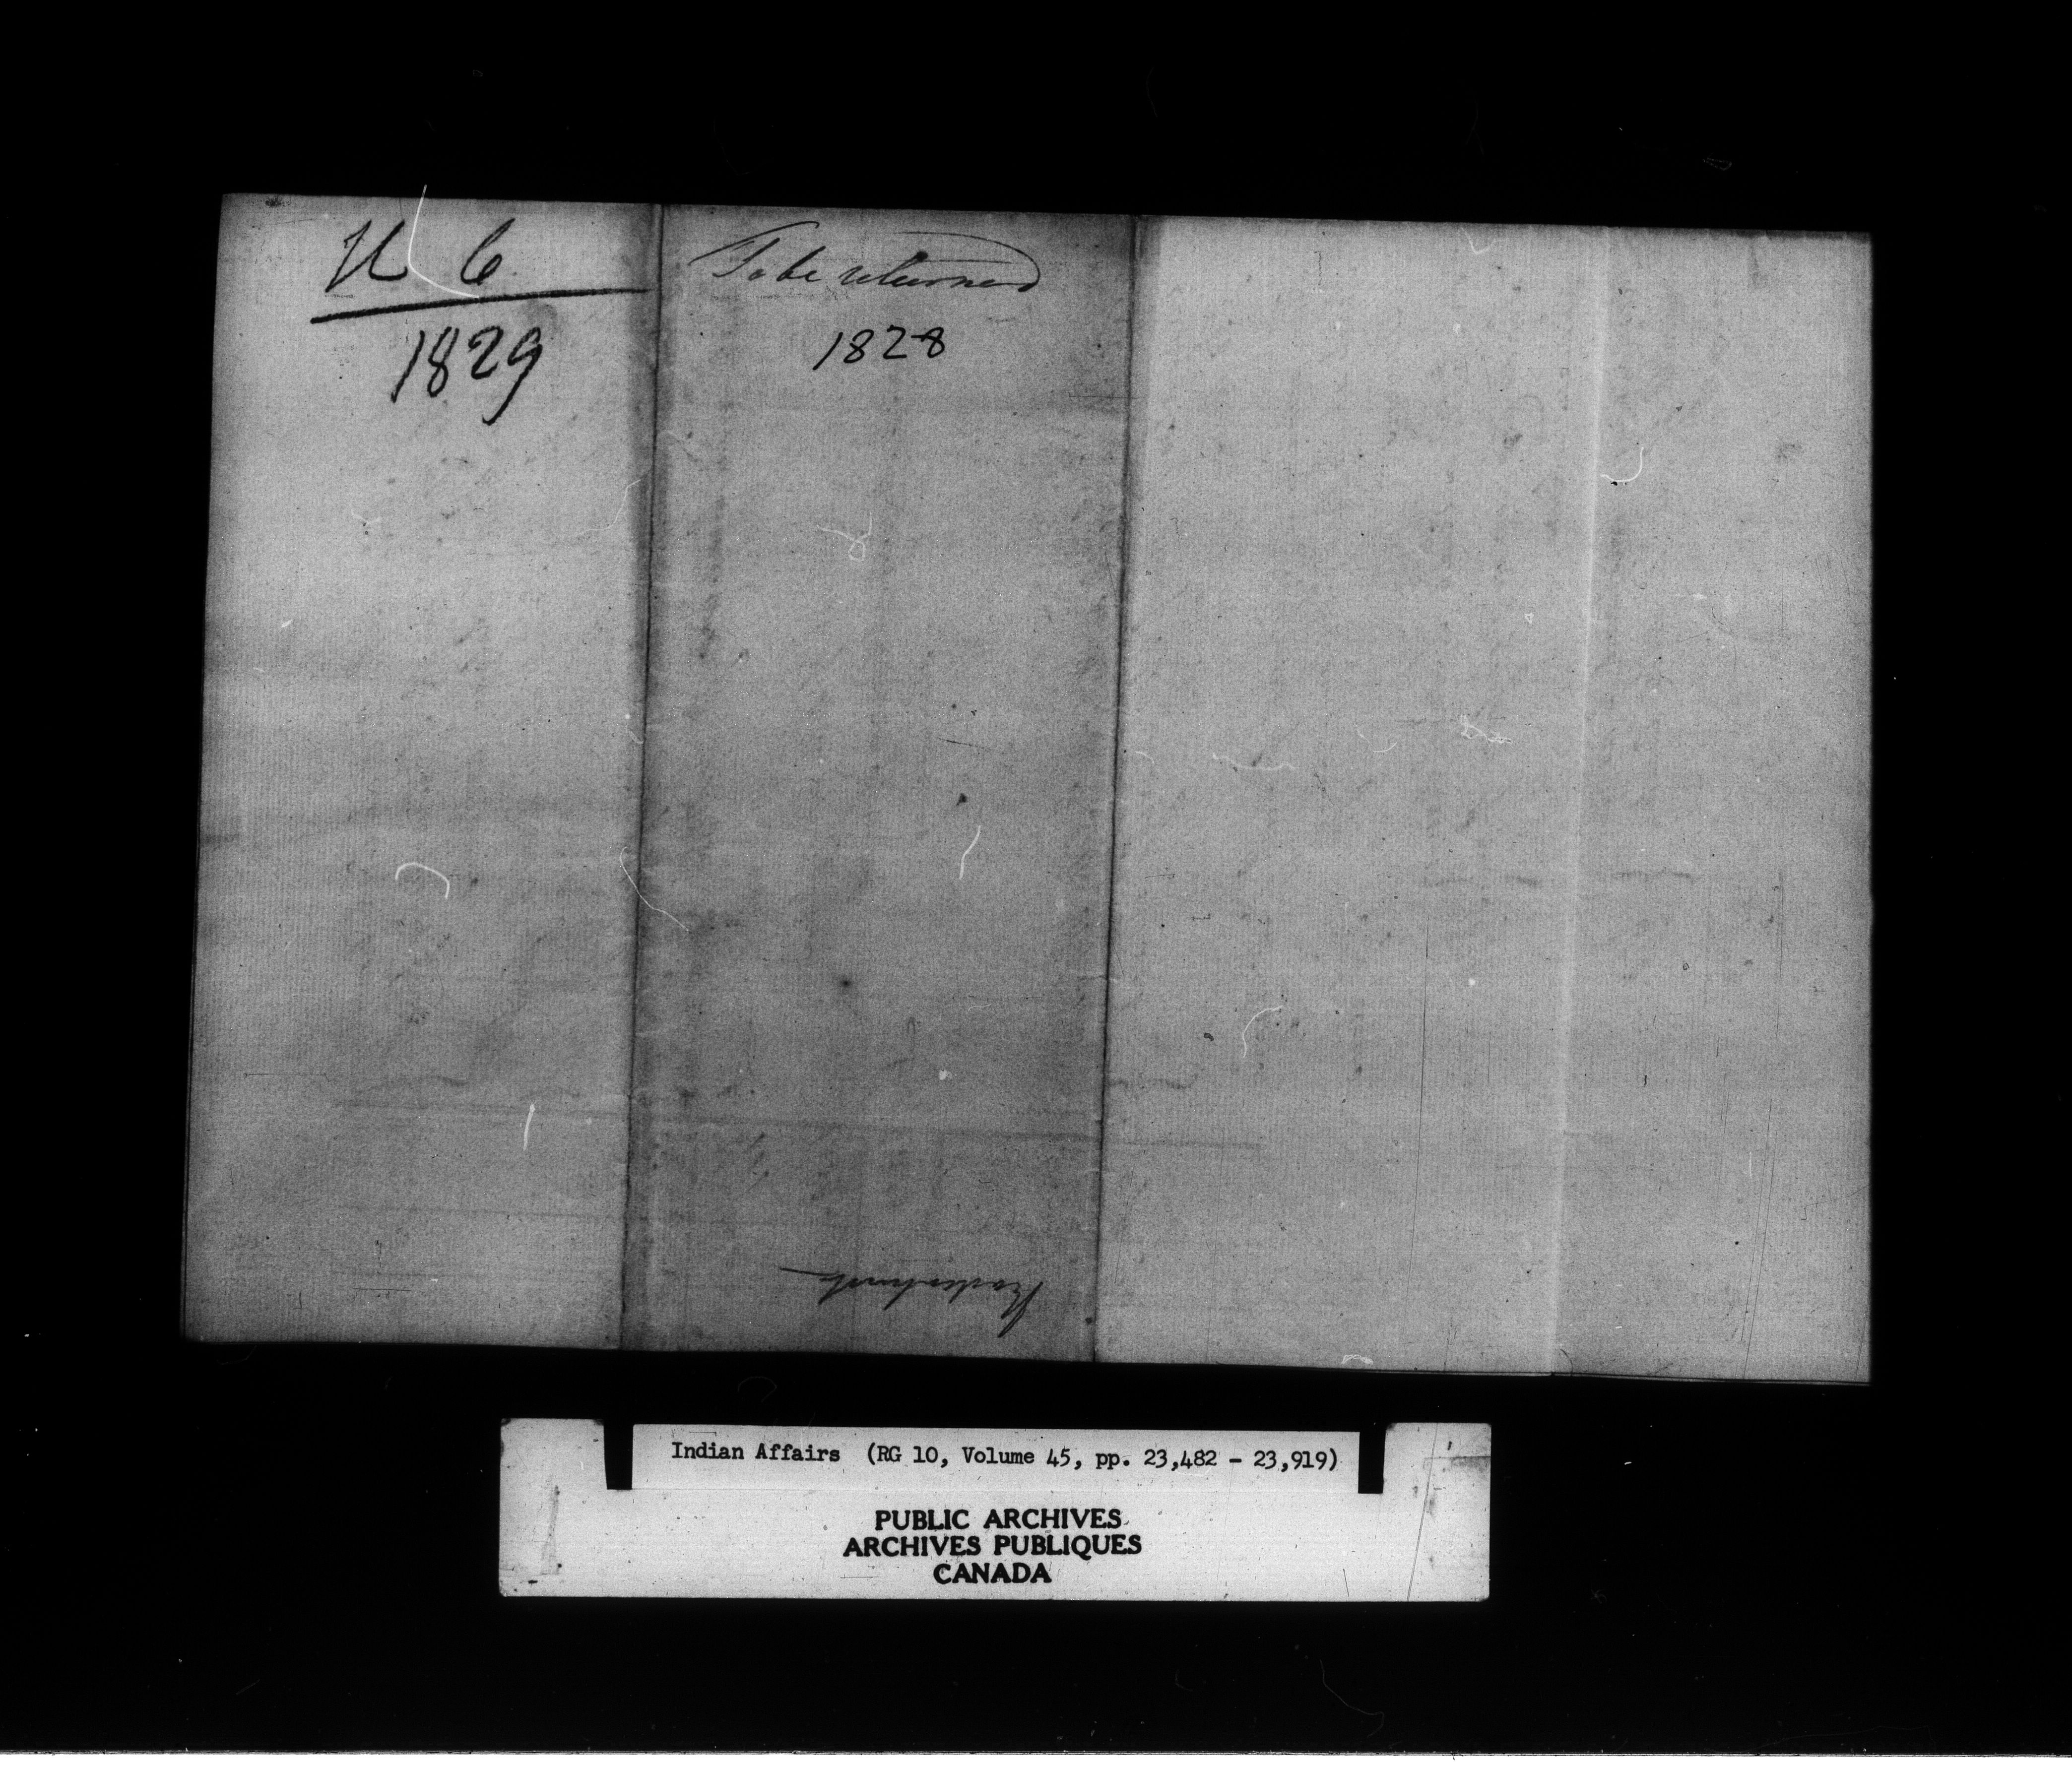 U C
1829
To be returned
1828
Indian Affairs (RG 10, Volume 45, pp. 23,482 - 23,919)
PUBLIC ARCHIVES
ARCHIVES PUBLIQUES
CANADA